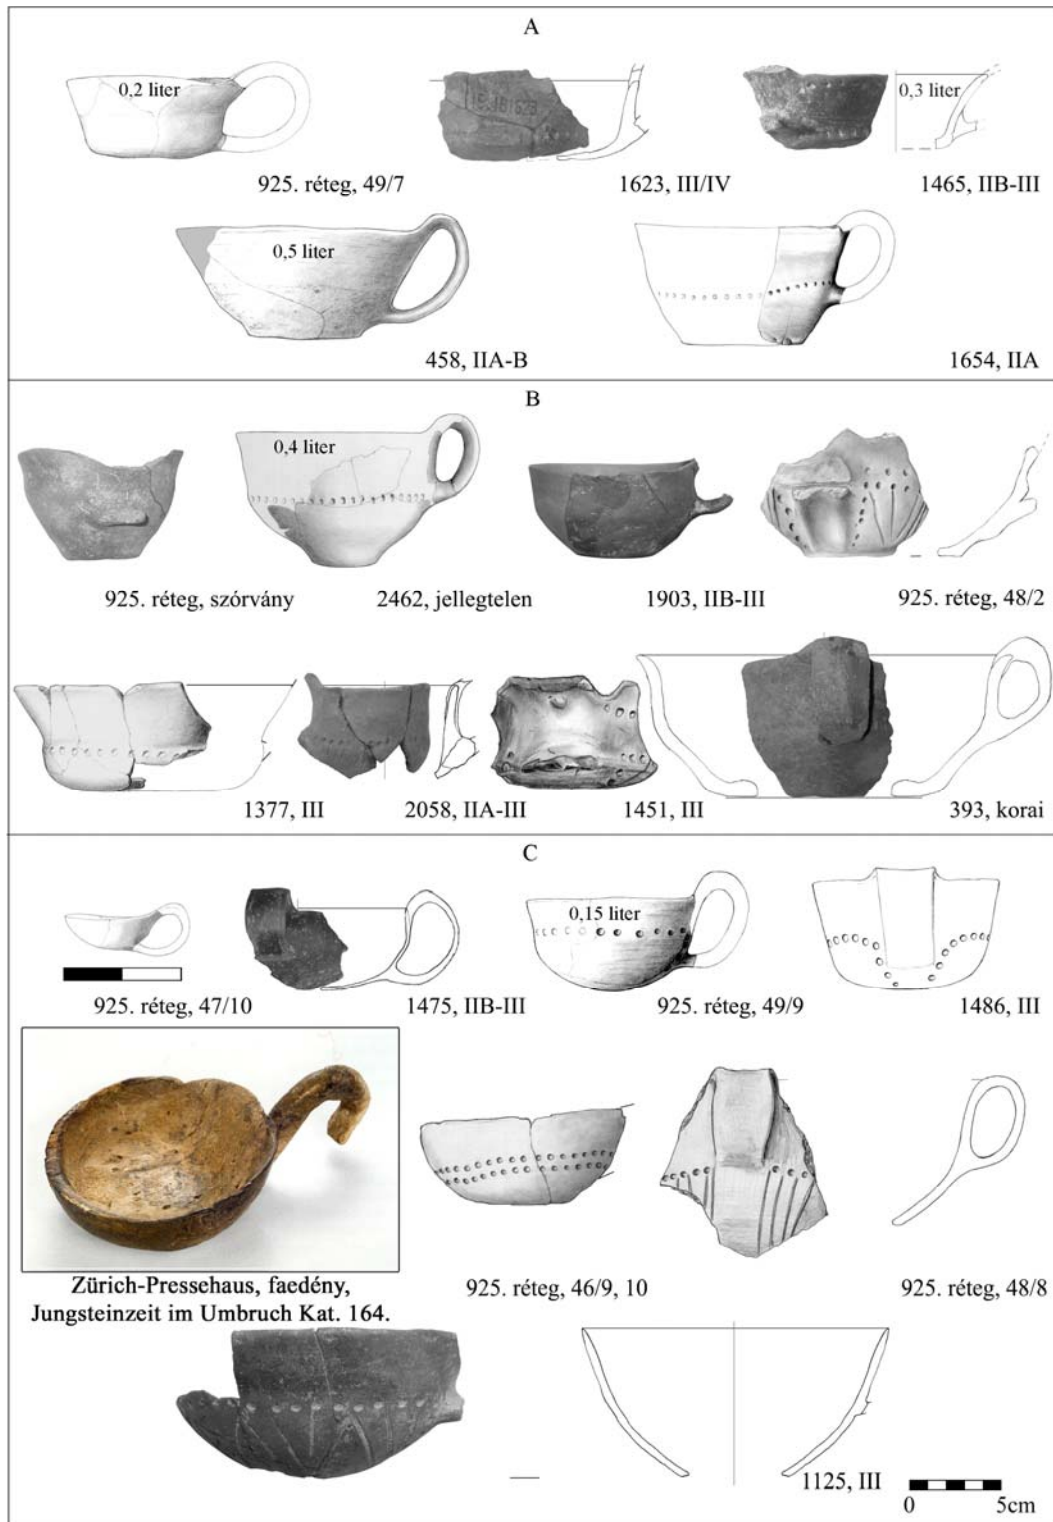 A
0,2 liter
0,3 liter
925. réteg, 49/7
1623, III/IV
1465, IIB-III
0,5 liter
458, IIA-B
1654, IIA
B
0,4 liter
925. réteg, szórvány
2462, jellegtelen
1903, IIB-III
925. réteg, 48/2
1377, III
2058, IIA-III
1451, III
393, korai
C
0,15 liter
925. réteg, 47/10
1475, IIB-III
925. réteg, 49/9
1486, III
Zürich-Pressehaus, faedény,
Jungsteinzeit im Umbruch Kat. 164.
925. réteg, 46/9, 10
925. réteg, 48/8
1125, III
0
5cm